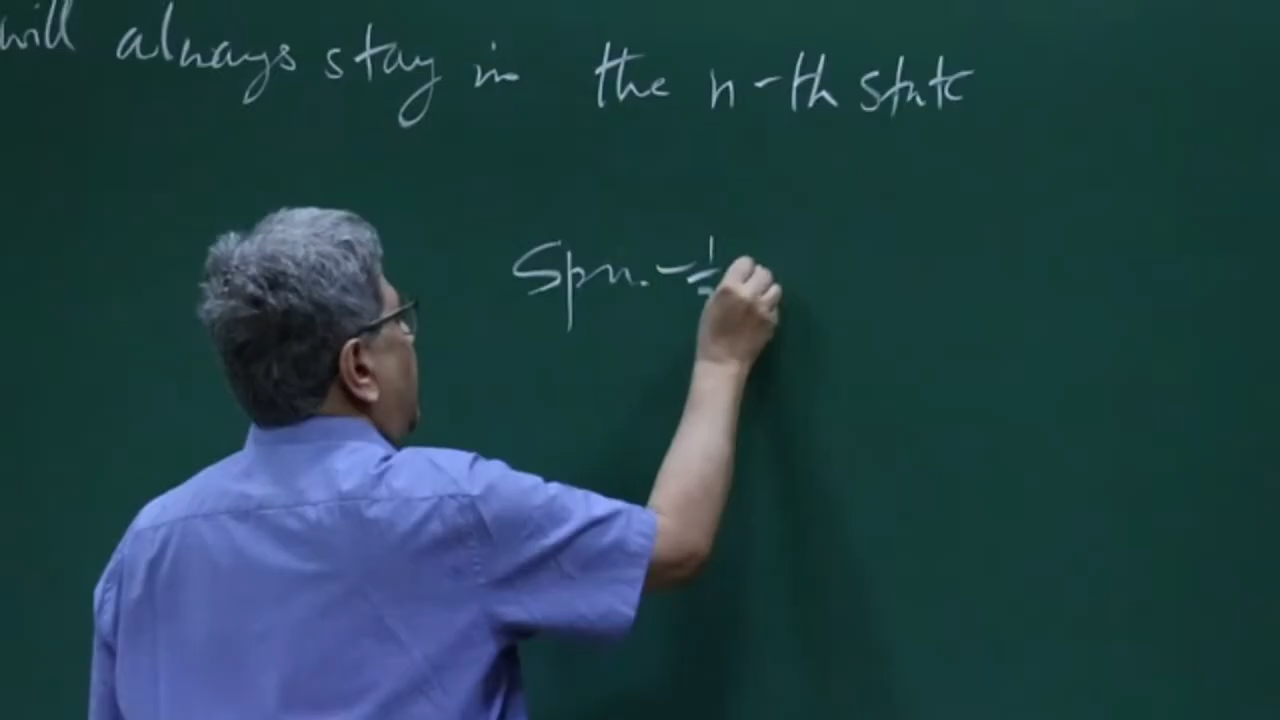 will always stay in the n-th state
Spin - 1/2